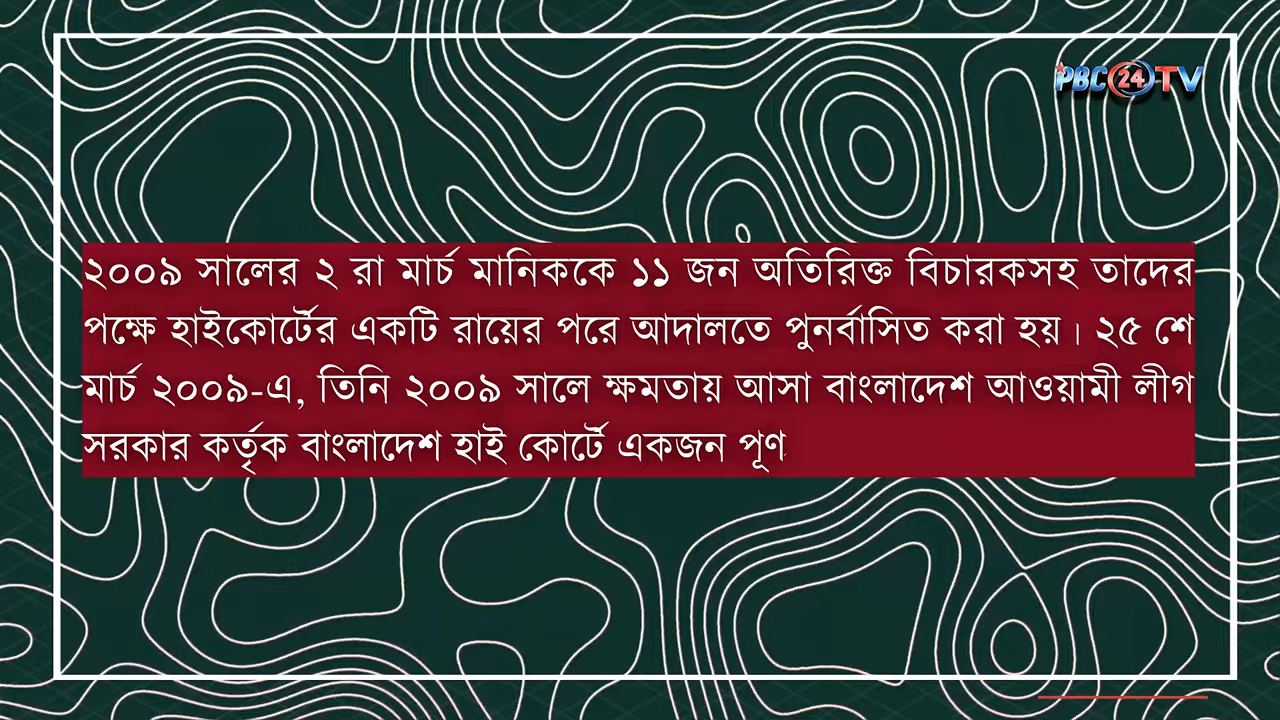 PBC 24 TV
২০০৯ সালের ২ রা মার্চ মানিককে ১১ জন অতিরিক্ত বিচারকসহ তাদের
পক্ষে হাইকোর্টের একটি রায়ের পরে আদালতে পুনর্বাসিত করা হয়। ২৫ শে
মার্চ ২০০৯-এ, তিনি ২০০৯ সালে ক্ষমতায় আসা বাংলাদেশ আওয়ামী লীগ
সরকার কর্তৃক বাংলাদেশ হাই কোর্টে একজন পূণ